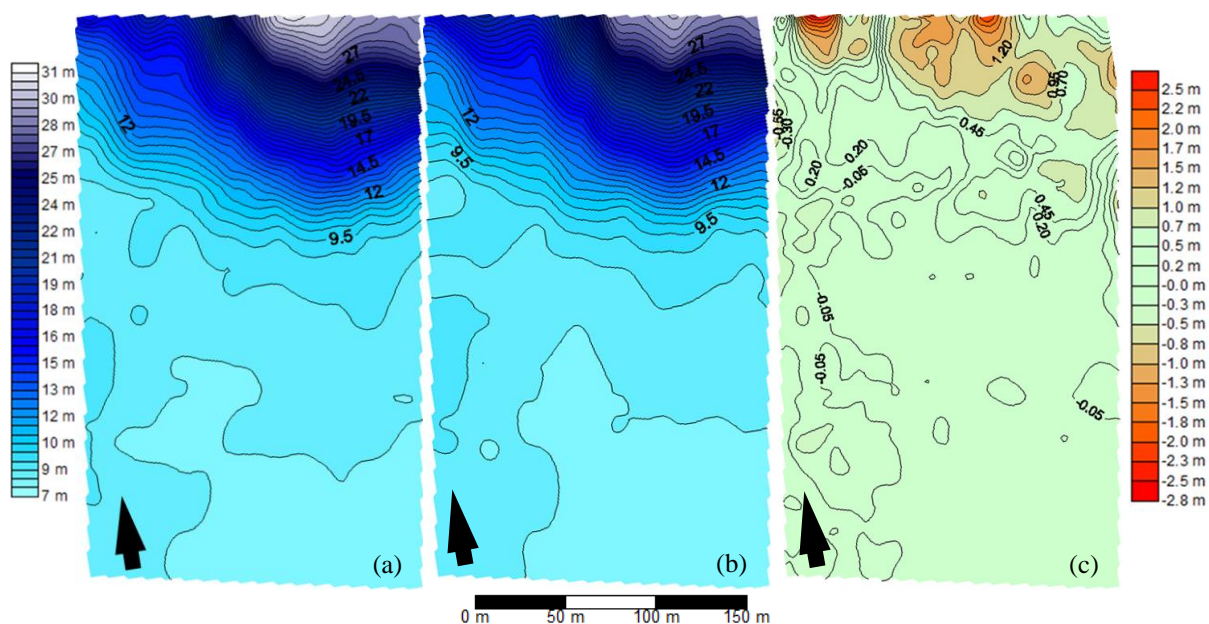 31 m
30 m
28 m
27 m
25 m
24 m
22 m
21 m
19 m
18 m
16 m
15 m
13 m
12 m
10 m
9 m
7 m
27
24.5
22
19.5
17
14.5
12
12
9.5
(a)
27
24.5
22
19.5
17
14.5
12
12
9.5
9.5
(b)
1.20
0.95
0.70
0.45
-0.55
-0.30
0.20
0.20
-0.05
0.45
0.20
-0.05
-0.05
-0.05
(c)
2.5 m
2.2 m
2.0 m
1.7 m
1.5 m
1.2 m
1.0 m
0.7 m
0.5 m
0.2 m
-0.0 m
-0.3 m
-0.5 m
-0.8 m
-1.0 m
-1.3 m
-1.5 m
-1.8 m
-2.0 m
-2.3 m
-2.5 m
-2.8 m
0 m 50 m 100 m 150 m